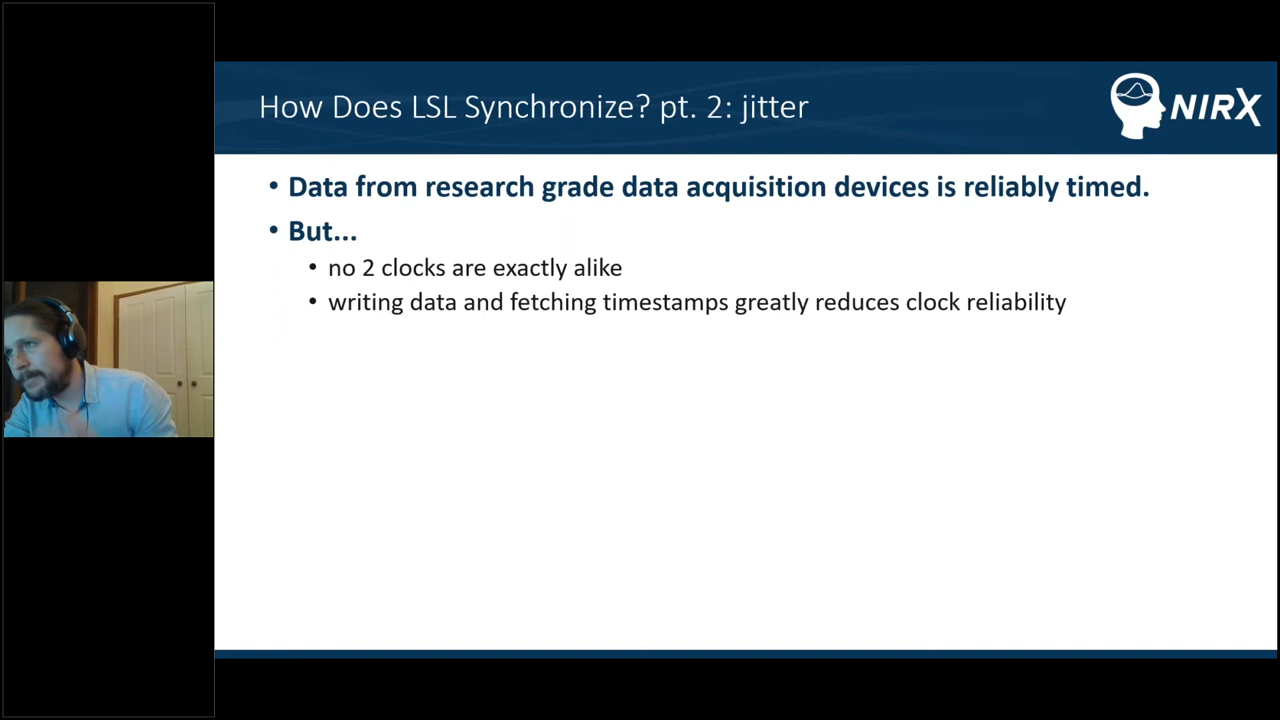 How Does LSL Synchronize? pt. 2: jitter
NIRX
• Data from research grade data acquisition devices is reliably timed.
• But...
• no 2 clocks are exactly alike
• writing data and fetching timestamps greatly reduces clock reliability